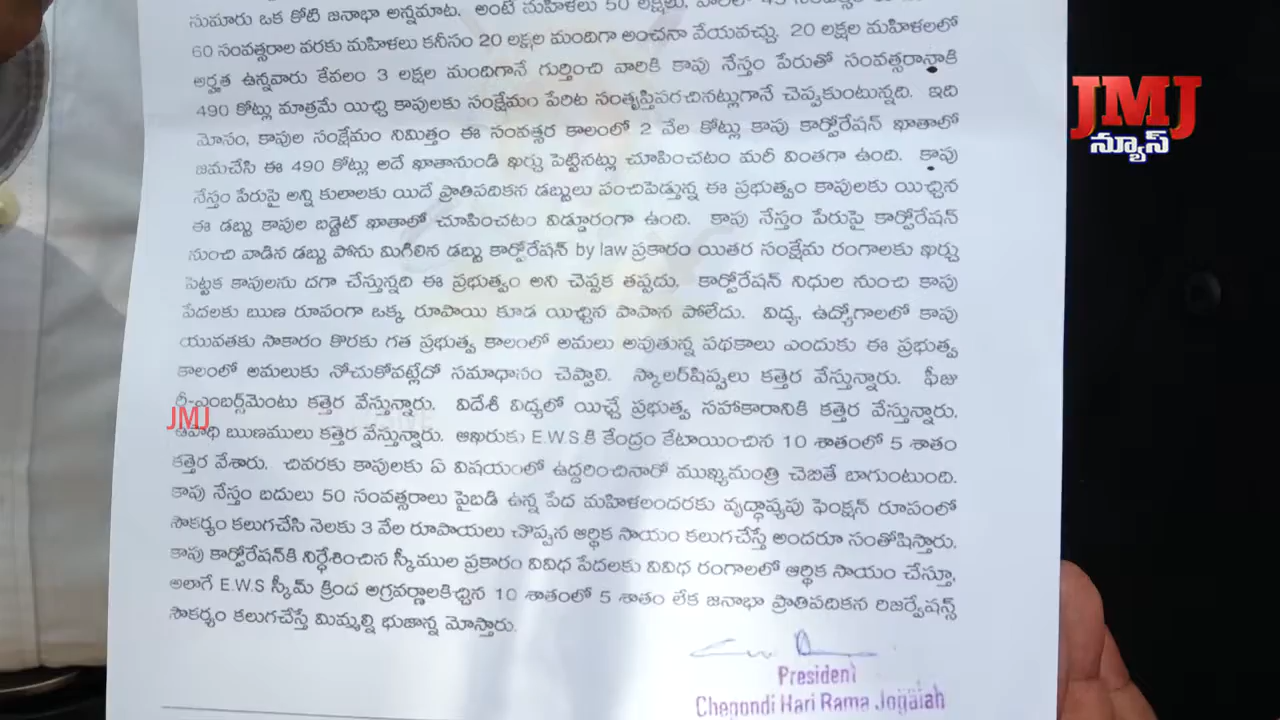 సుమారు ఒక కోటి జనాభా అన్నమాట. అంటే మహిళలు 50 లక్షలు,
60 సంవత్సరాల వరకు మహిళలు కనీసం 20 లక్షల మందిగా అంచనా వేయవచ్చు. 20 లక్షల మహిళలలో
అర్హత ఉన్నవారు కేవలం 3 లక్షల మందిగానే గుర్తించి వారికి కాపు నేస్తం పేరుతో సంవత్సరానికి
490 కోట్లు మాత్రమే యిచ్చి కాపులకు సంక్షేమం పేరిట సంతృప్తిపరచినట్లుగానే చెప్పకుంటున్నది. ఇది
మోసం, కాపుల సంక్షేమం నిమిత్తం ఈ సంవత్సర కాలంలో 2 వేల కోట్లు కాపు కార్పోరేషన్ ఖాతాలో
జమచేసి ఈ 490 కోట్లు అదే ఖాతానుండి ఖర్చు పెట్టినట్లు చూపించటం మరీ వింతగా ఉంది. కాపు
నేస్తం పేరుపై అన్ని కులాలకు యిదే ప్రాతిపదికన డబ్బులు పంచిపెడ్తున్న ఈ ప్రభుత్వం కాపులకు యిచ్చిన
ఈ డబ్బు కాపుల బడ్జెట్ ఖాతాలో చూపించటం విడ్డూరంగా ఉంది. కాపు నేస్తం పేరుపై కార్పోరేషన్
నుంచి వాడిన డబ్బు పోను మిగిలిన డబ్బు కార్పోరేషన్ by law ప్రకారం యితర సంక్షేమ రంగాలకు ఖర్చు
పెట్టక కాపులను దగా చేస్తున్నది ఈ ప్రభుత్వం అని చెప్పక తప్పదు. కార్పోరేషన్ నిధుల నుంచి కాపు
పేదలకు ఋణ రూపంగా ఒక్క రూపాయి కూడ యిచ్చిన పాపాన పోలేదు. విద్య, ఉద్యోగాలలో కాపు
యువతకు సాకారం కొరకు గత ప్రభుత్వ కాలంలో అమలు అవుతున్న పథకాలు ఎందుకు ఈ ప్రభుత్వ
కాలంలో అమలుకు నోచుకోవట్లేదో సమాధానం చెప్పాలి. స్కాలర్‌షిప్పులు కత్తెర వేస్తున్నారు. ఫీజు
రీ-ఎంబర్స్‌మెంటు కత్తెర వేస్తున్నారు. విదేశీ విద్యలో యిచ్చే ప్రభుత్వ సహాకారానికి కత్తెర వేస్తున్నారు.
ఉపాధి ఋణములు కత్తెర వేస్తున్నారు. ఆఖరుకు E.W.S కి కేంద్రం కేటాయించిన 10 శాతంలో 5 శాతం
కత్తెర వేశారు. చివరకు కాపులకు ఏ విషయంలో ఉద్దరించినారో ముఖ్యమంత్రి చెబితే బాగుంటుంది.
కాపు నేస్తం బదులు 50 సంవత్సరాలు పైబడి ఉన్న పేద మహిళలందరకు వృద్ధాప్యపు ఫెంక్షన్ రూపంలో
సౌకర్యం కలుగచేసి నెలకు 3 వేల రూపాయలు చొప్పన ఆర్థిక సాయం కలుగచేస్తే అందరూ సంతోషిస్తారు.
కాపు కార్పోరేషన్‌కి నిర్ధేశించిన స్కీముల ప్రకారం వివిధ పేదలకు వివిధ రంగాలలో ఆర్థిక సాయం చేస్తూ,
అలాగే E.W.S స్కీమ్ క్రింద అగ్రవర్ణాలకిచ్చిన 10 శాతంలో 5 శాతం లేక జనాభా ప్రాతిపదికన రిజర్వేషన్స్
సౌకర్యం కలుగచేస్తే మిమ్మల్ని భుజాన్న మోస్తారు.
President
Chegondi Hari Rama Jogaiah
JMJ
న్యూస్
JMJ